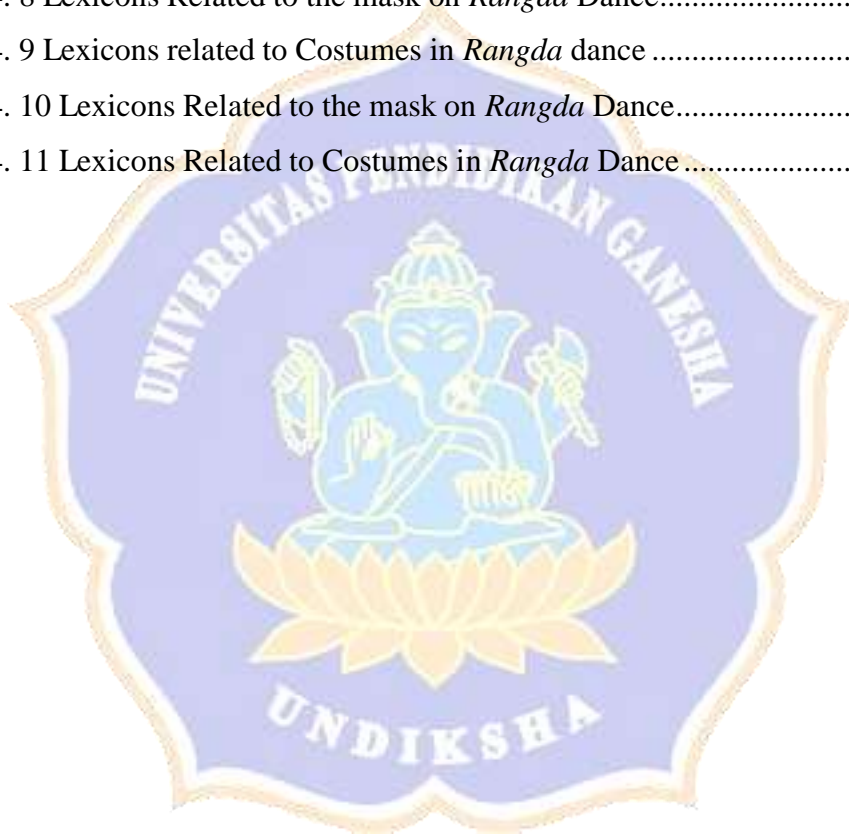 . 8 Lexicons Related to the mask on Rangda Dance..............................
. 9 Lexicons related to Costumes in Rangda dance ..............................
. 10 Lexicons Related to the mask on Rangda Dance............................
. 11 Lexicons Related to Costumes in Rangda Dance ...........................
UNIVERSITAS PENDIDIKAN GANESHA
UNDIKSHA